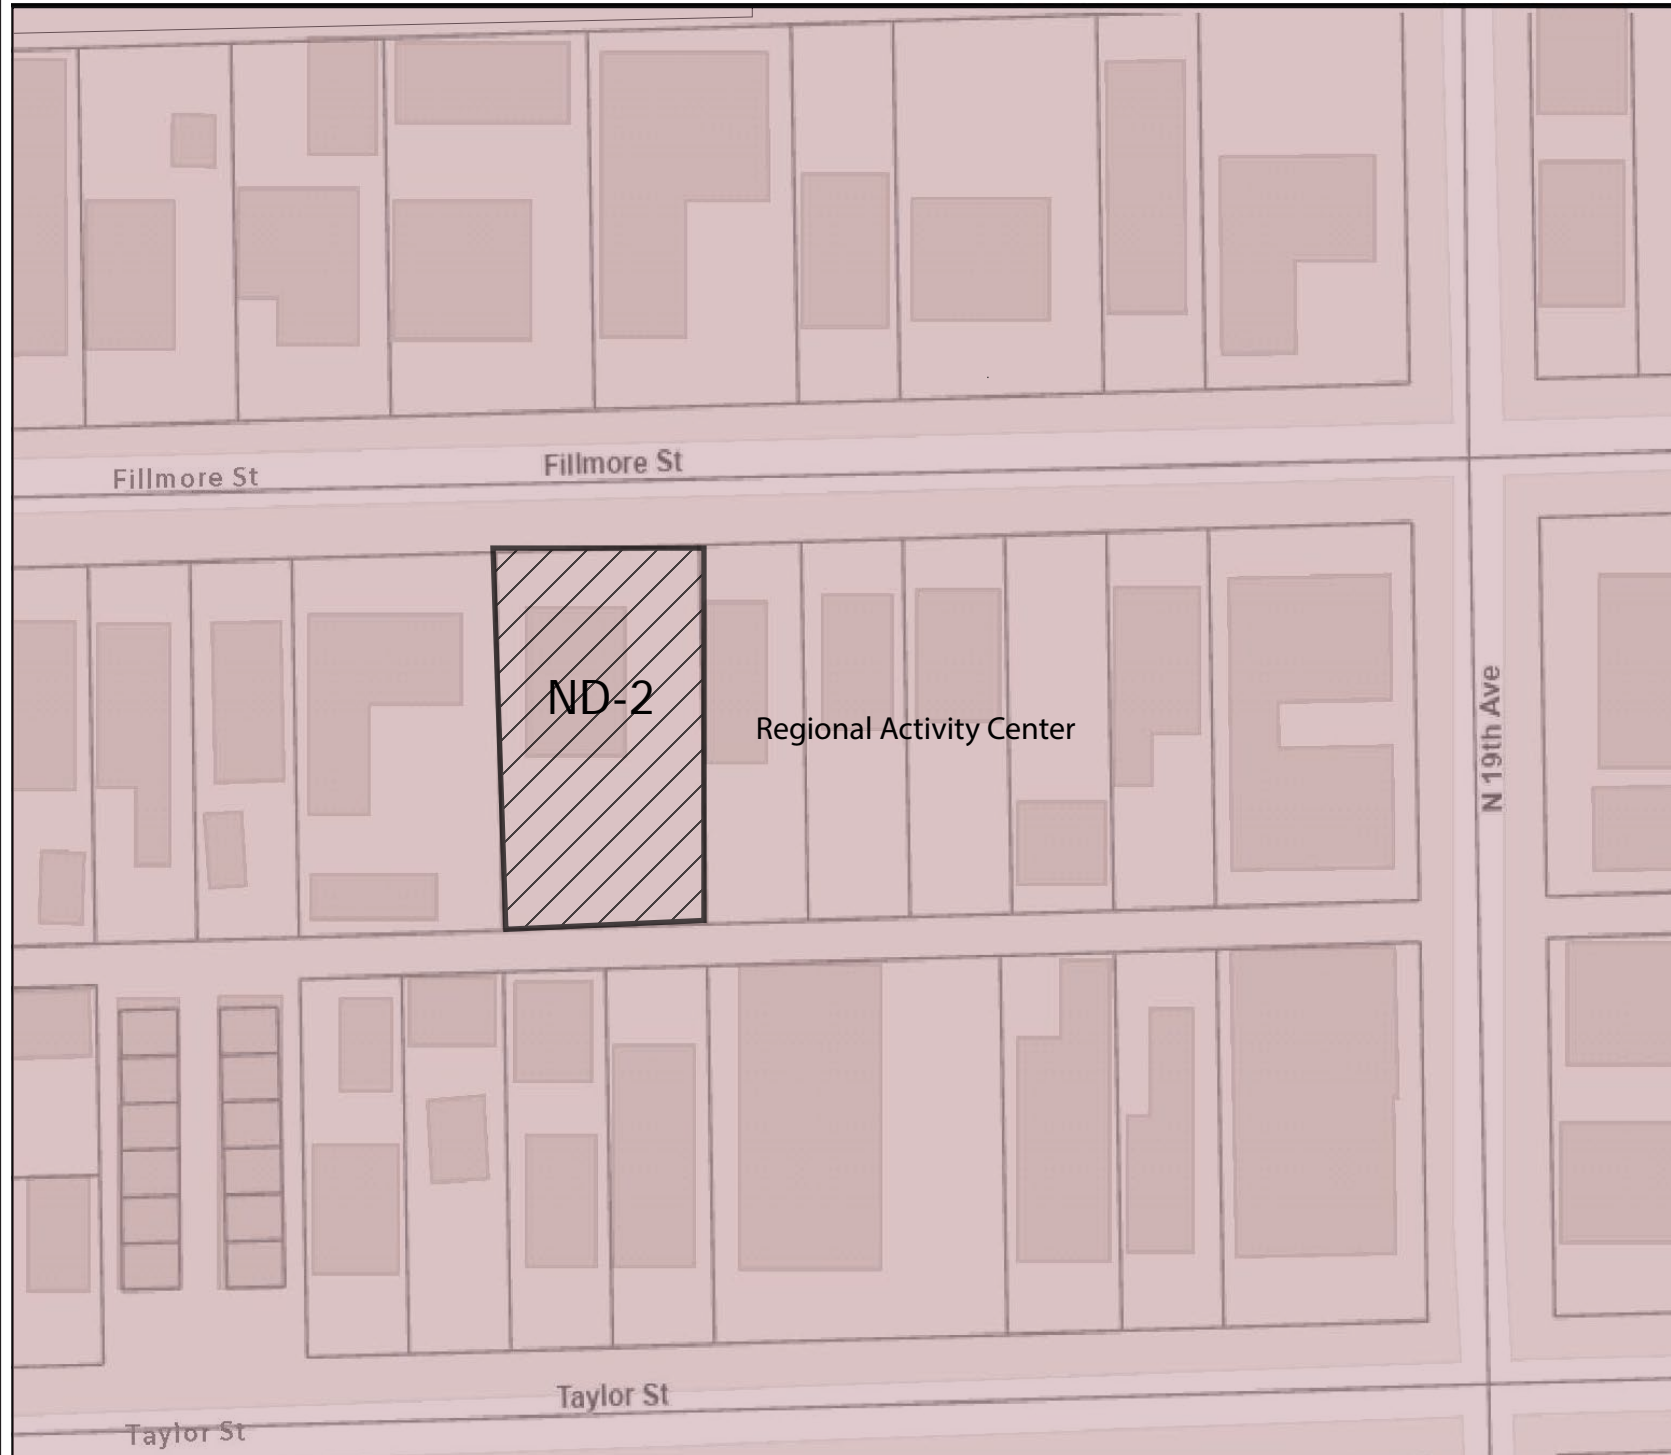 Fillmore St
Fillmore St
ND-2
Regional Activity Center
N 19th Ave
Taylor St
Taylor St